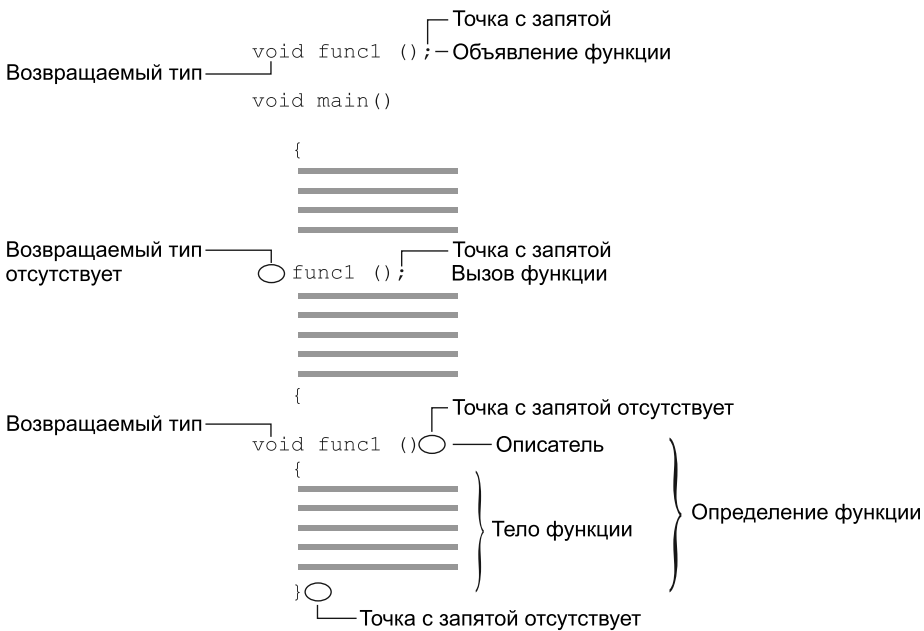 Точка с запятой
void func1 (); Объявление функции
Возвращаемый тип
void main()
{
Возвращаемый тип
отсутствует
Точка с запятой
func1 (); Вызов функции
{
Точка с запятой отсутствует
Возвращаемый тип
void func1 () Описатель
{
Тело функции
Определение функции
}
Точка с запятой отсутствует